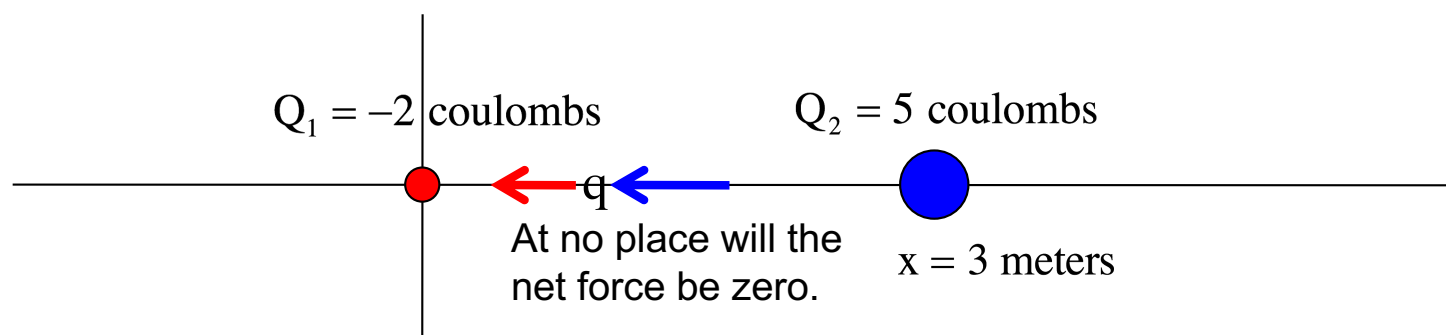 Q₁ = −2 coulombs
Q₂ = 5 coulombs
q
At no place will the
net force be zero.
x = 3 meters